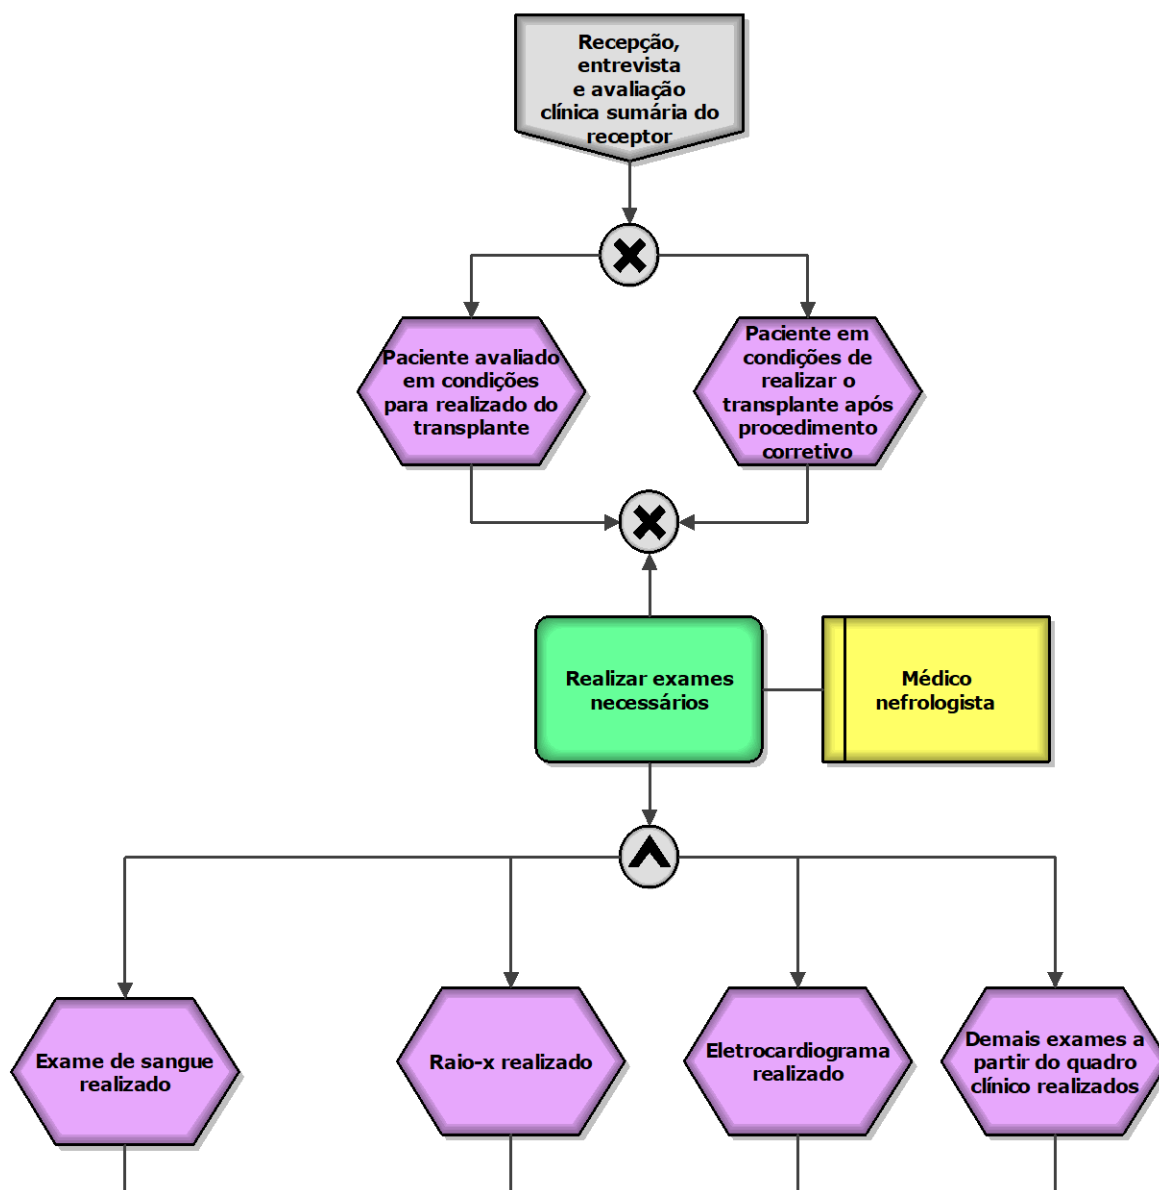 Recepção,
entrevista
e avaliação
clínica sumária do
receptor
Paciente avaliado
em condições
para realizado do
transplante
Paciente em
condições de
realizar o
transplante após
procedimento
corretivo
Realizar exames
necessários
Médico
nefrologista
Exame de sangue
realizado
Raio-x realizado
Eletrocardiograma
realizado
Demais exames a
partir do quadro
clínico realizados